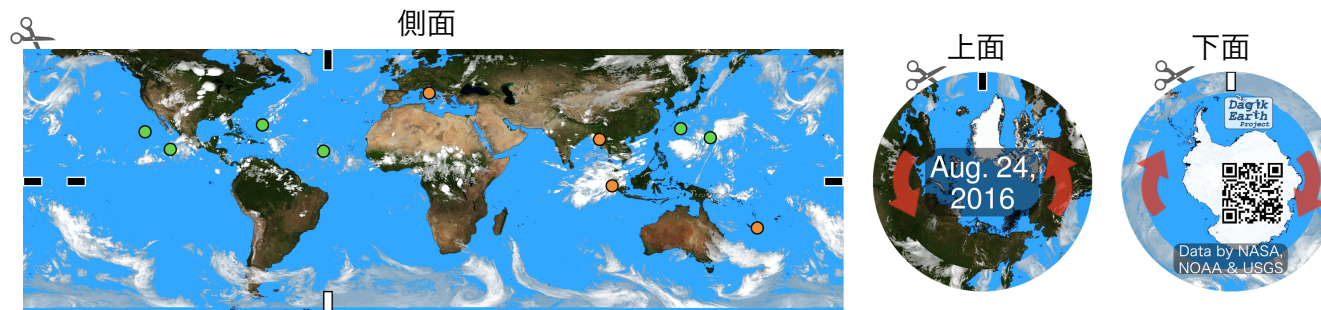 側面
上面
下面
Aug. 24,
2016
Dagik
Earth
Project
Data by NASA,
NOAA & USGS